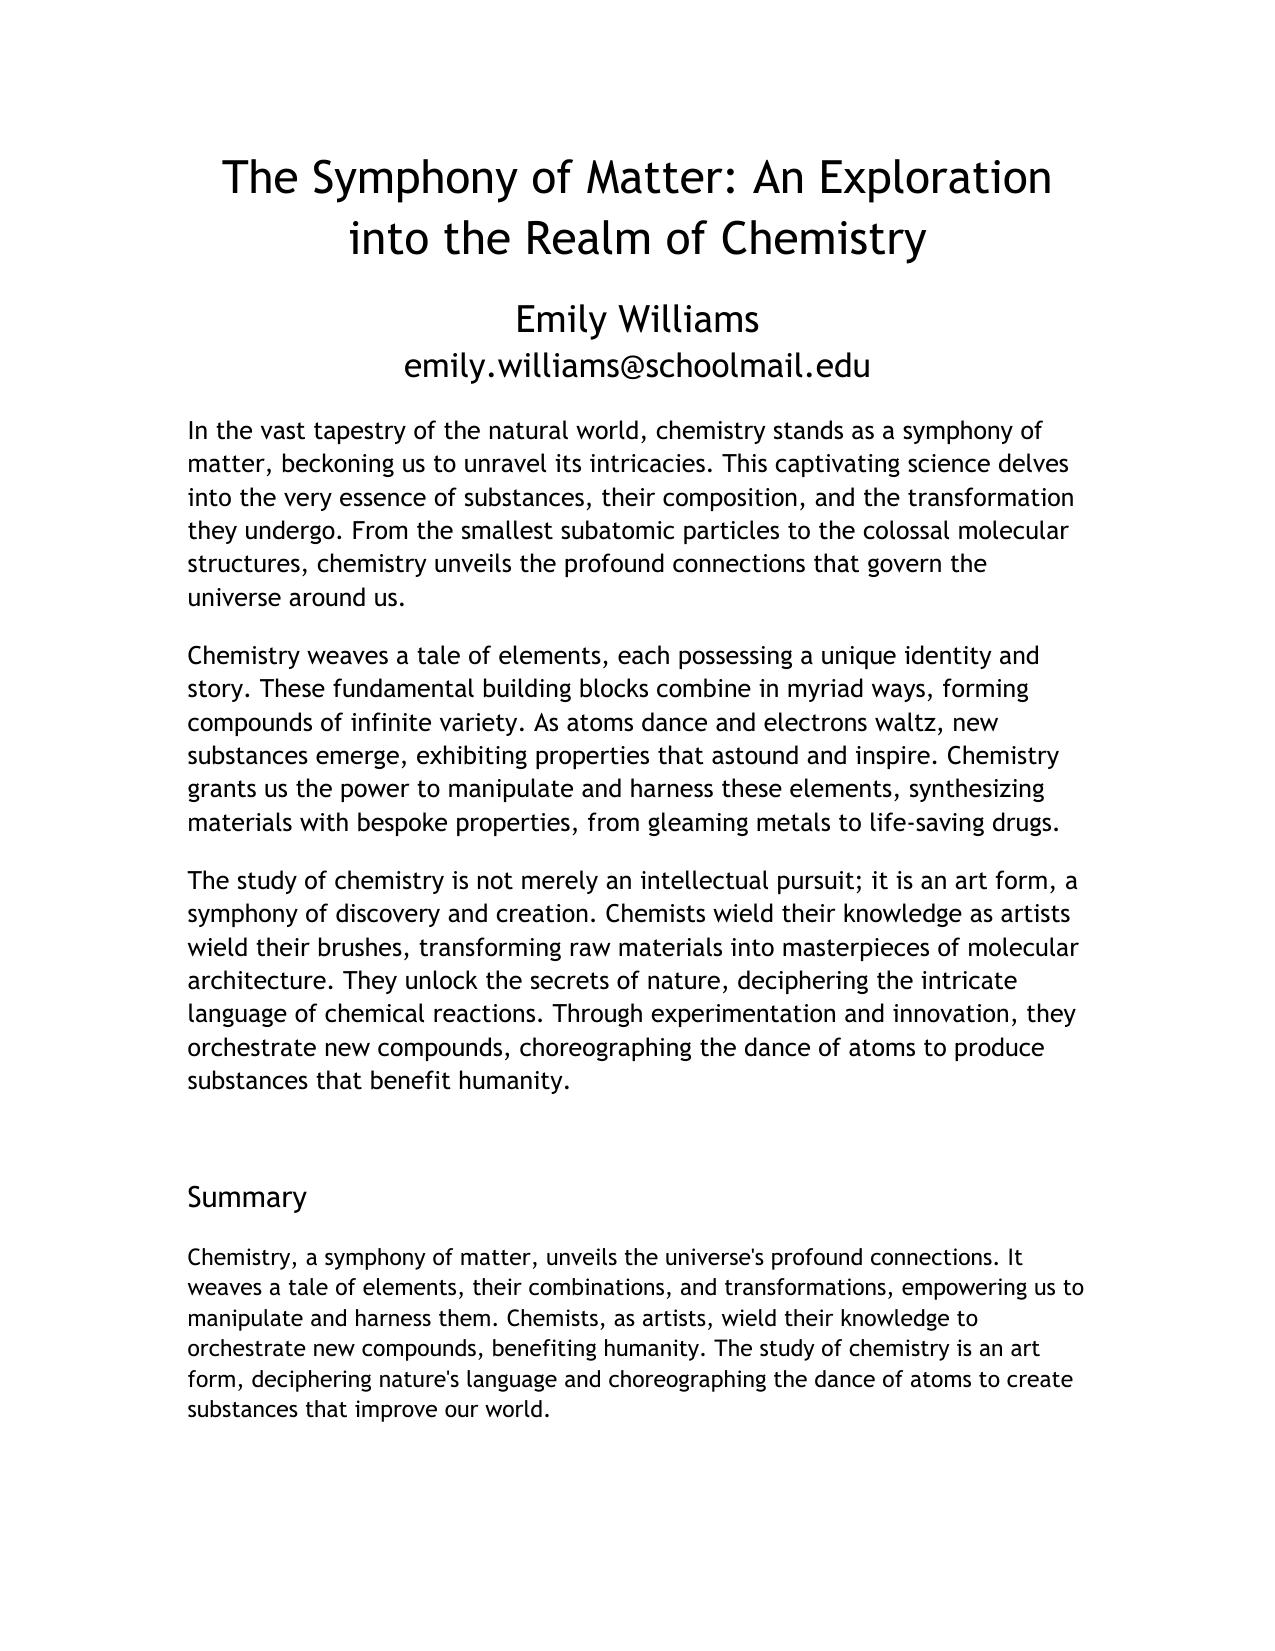 The Symphony of Matter: An Exploration
into the Realm of Chemistry
Emily Williams
emily.williams@schoolmail.edu
In the vast tapestry of the natural world, chemistry stands as a symphony of
matter, beckoning us to unravel its intricacies. This captivating science delves
into the very essence of substances, their composition, and the transformation
they undergo. From the smallest subatomic particles to the colossal molecular
structures, chemistry unveils the profound connections that govern the
universe around us.
Chemistry weaves a tale of elements, each possessing a unique identity and
story. These fundamental building blocks combine in myriad ways, forming
compounds of infinite variety. As atoms dance and electrons waltz, new
substances emerge, exhibiting properties that astound and inspire. Chemistry
grants us the power to manipulate and harness these elements, synthesizing
materials with bespoke properties, from gleaming metals to life-saving drugs.
The study of chemistry is not merely an intellectual pursuit; it is an art form, a
symphony of discovery and creation. Chemists wield their knowledge as artists
wield their brushes, transforming raw materials into masterpieces of molecular
architecture. They unlock the secrets of nature, deciphering the intricate
language of chemical reactions. Through experimentation and innovation, they
orchestrate new compounds, choreographing the dance of atoms to produce
substances that benefit humanity.
Summary
Chemistry, a symphony of matter, unveils the universe's profound connections. It
weaves a tale of elements, their combinations, and transformations, empowering us to
manipulate and harness them. Chemists, as artists, wield their knowledge to
orchestrate new compounds, benefiting humanity. The study of chemistry is an art
form, deciphering nature's language and choreographing the dance of atoms to create
substances that improve our world.